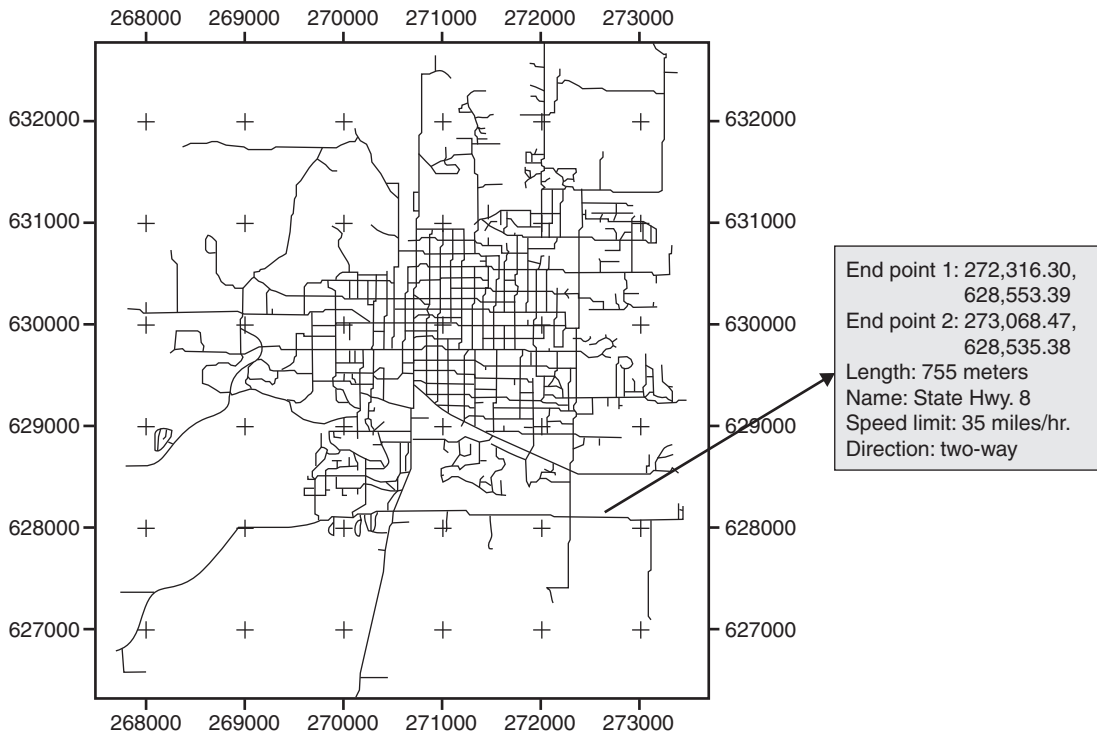 268000 269000 270000 271000 272000 273000
632000 632000
631000 631000
End point 1: 272,316.30,
628,553.39
End point 2: 273,068.47,
628,535.38
Length: 755 meters
Name: State Hwy. 8
Speed limit: 35 miles/hr.
Direction: two-way
630000 630000
629000 629000
628000 628000
627000 627000
268000 269000 270000 271000 272000 273000